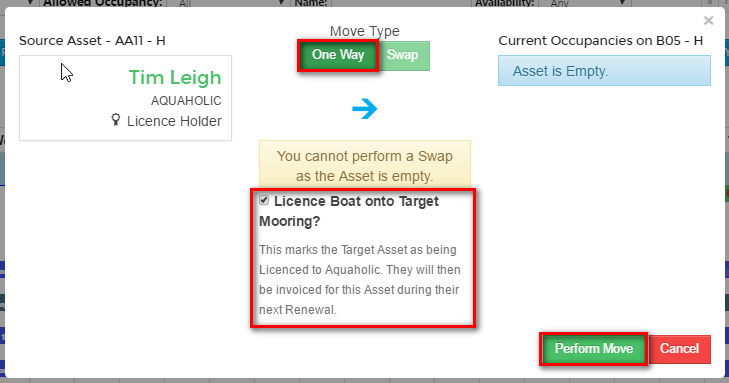 Allowed Occupancy:
All
Name:
Availability:
Any
×
Source Asset - AA11 - H
Tim Leigh
AQUAHOLIC
Licence Holder
Move Type
One Way
Swap
Current Occupancies on B05 - H
Asset is Empty.
You cannot perform a Swap
as the Asset is empty.
Licence Boat onto Target
Mooring?
This marks the Target Asset as being
Licenced to Aquaholic. They will then
be invoiced for this Asset during their
next Renewal.
Perform Move
Cancel